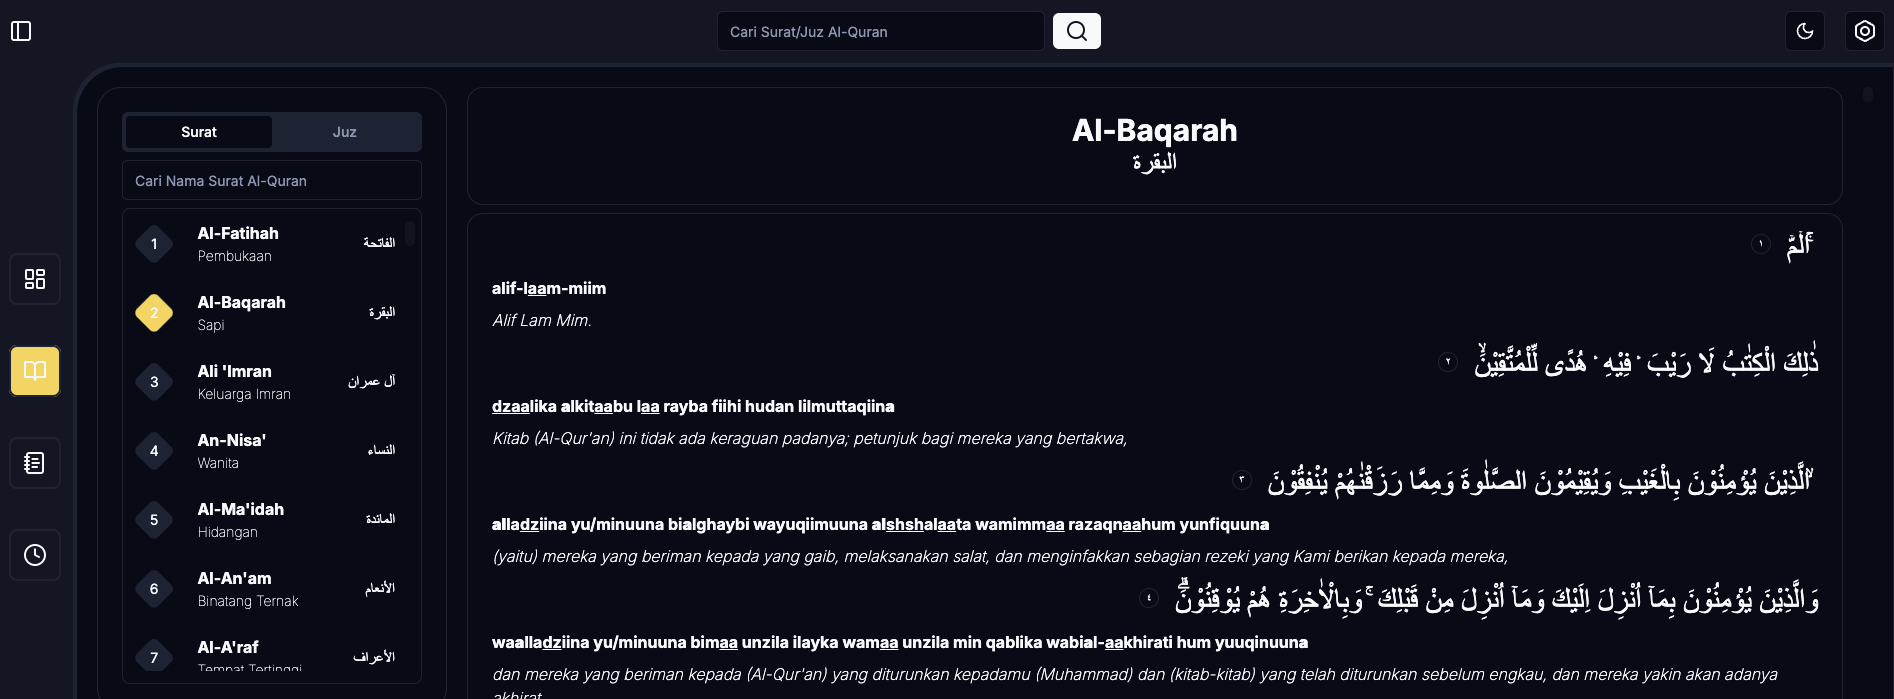 Cari Surat/Juz Al-Quran
Surat
Juz
Cari Nama Surat Al-Quran
1
Al-Fatihah
Pembukaan
الفاتحة
2
Al-Baqarah
Sapi
البقرة
3
Ali 'Imran
Keluarga Imran
آل عمران
4
An-Nisa'
Wanita
النساء
5
Al-Ma'idah
Hidangan
المائدة
6
Al-An'am
Binatang Ternak
الأنعام
7
Al-A'raf
Tempat Tertinggi
الأعراف
Al-Baqarah
البقرة
الۤمّۤ ۚ ١
alif-laam-miim
Alif Lam Mim.
ذٰلِكَ الْكِتٰبُ لَا رَيْبَ ۛ فِيْهِ ۛ هُدًى لِّلْمُتَّقِيْنَۙ ٢
dzaalika alkitaabu laa rayba fiihi hudan lilmuttaqiina
Kitab (Al-Qur'an) ini tidak ada keraguan padanya; petunjuk bagi mereka yang bertakwa,
الَّذِيْنَ يُؤْمِنُوْنَ بِالْغَيْبِ وَيُقِيْمُوْنَ الصَّلٰوةَ وَمِمَّا رَزَقْنٰهُمْ يُنْفِقُوْنَ ۙ ٣
alladziina yu/minuuna bialghaybi wayuqiimuuna alshshalaata wamimmaa razaqnaahum yunfiquuna
(yaitu) mereka yang beriman kepada yang gaib, melaksanakan salat, dan menginfakkan sebagian rezeki yang Kami berikan kepada mereka,
وَالَّذِيْنَ يُؤْمِنُوْنَ بِمَآ اُنْزِلَ اِلَيْكَ وَمَآ اُنْزِلَ مِنْ قَبْلِكَ ۚ وَبِالْاٰخِرَةِ هُمْ يُوْقِنُوْنَۗ ٤
waalladziina yu/minuuna bimaa unzila ilayka wamaa unzila min qablika wabial-aakhirati hum yuuqinuuna
dan mereka yang beriman kepada (Al-Qur'an) yang diturunkan kepadamu (Muhammad) dan (kitab-kitab) yang telah diturunkan sebelum engkau, dan mereka yakin akan adanya
akhirat.